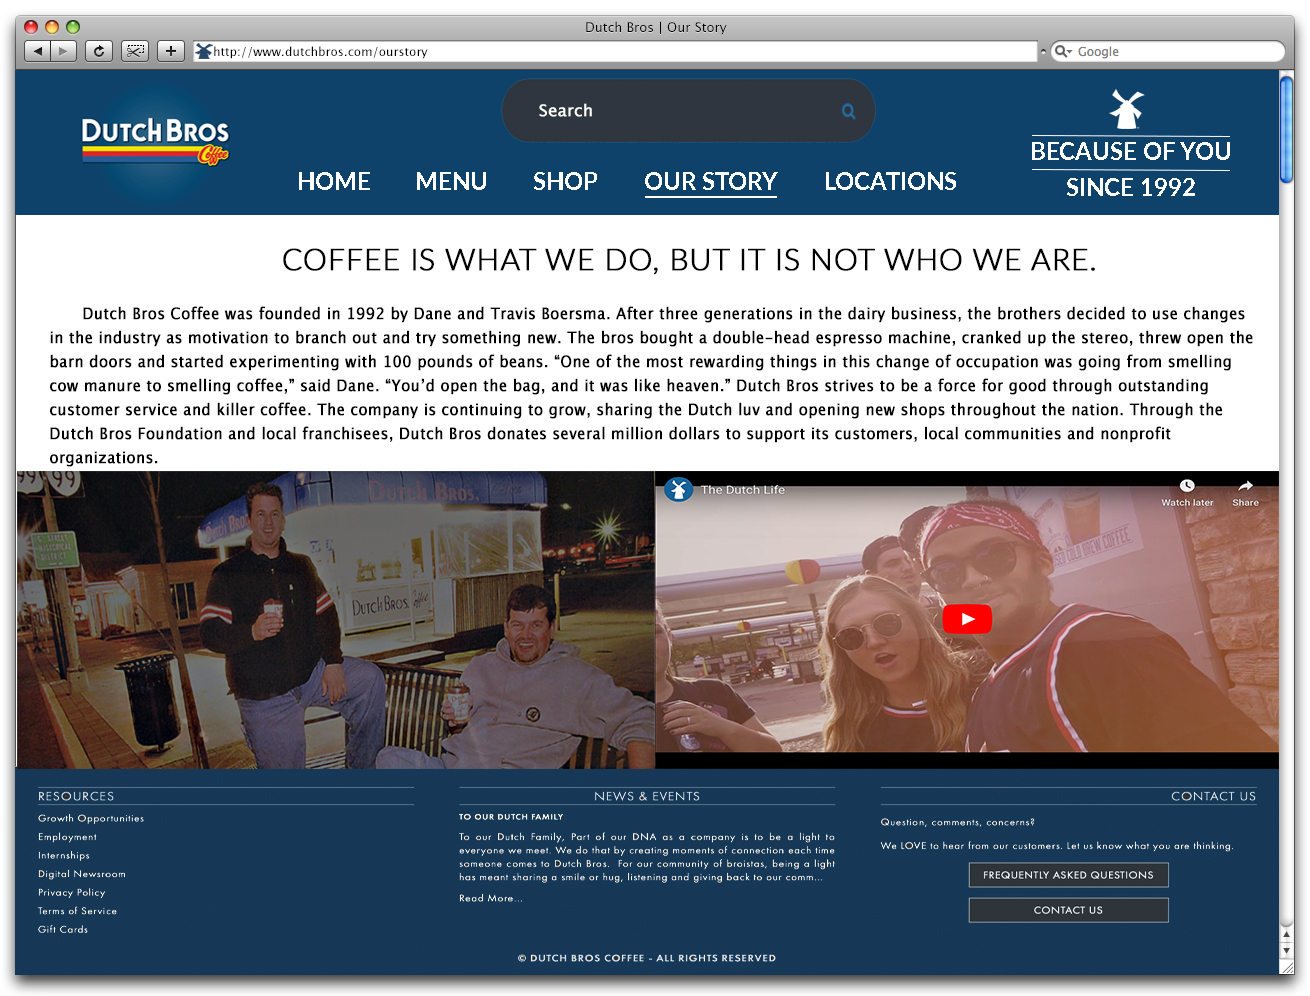 Dutch Bros | Our Story
http://www.dutchbros.com/ourstory
Google
DUTCH BROS
Coffee
Search
BECAUSE OF YOU
SINCE 1992
HOME MENU SHOP OUR STORY LOCATIONS
COFFEE IS WHAT WE DO, BUT IT IS NOT WHO WE ARE.
Dutch Bros Coffee was founded in 1992 by Dane and Travis Boersma. After three generations in the dairy business, the brothers decided to use changes
in the industry as motivation to branch out and try something new. The bros bought a double-head espresso machine, cranked up the stereo, threw open the
barn doors and started experimenting with 100 pounds of beans. “One of the most rewarding things in this change of occupation was going from smelling
cow manure to smelling coffee,” said Dane. “You’d open the bag, and it was like heaven.” Dutch Bros strives to be a force for good through outstanding
customer service and killer coffee. The company is continuing to grow, sharing the Dutch luv and opening new shops throughout the nation. Through the
Dutch Bros Foundation and local franchisees, Dutch Bros donates several million dollars to support its customers, local communities and nonprofit
organizations.
99 99
Dutch Bros.
Dutch Bros
DUTCH BROS. Coffee
The Dutch Life
Watch later
Share
COLD BREW COFFEE
RESOURCES
Growth Opportunities
Employment
Internships
Digital Newsroom
Privacy Policy
Terms of Service
Gift Cards
NEWS & EVENTS
TO OUR DUTCH FAMILY
To our Dutch Family, Part of our DNA as a company is to be a light to
everyone we meet. We do that by creating moments of connection each time
someone comes to Dutch Bros. For our community of broistas, being a light
has meant sharing a smile or hug, listening and giving back to our comm...
Read More...
CONTACT US
Question, comments, concerns?
We LOVE to hear from our customers. Let us know what you are thinking.
FREQUENTLY ASKED QUESTIONS
CONTACT US
© DUTCH BROS COFFEE - ALL RIGHTS RESERVED